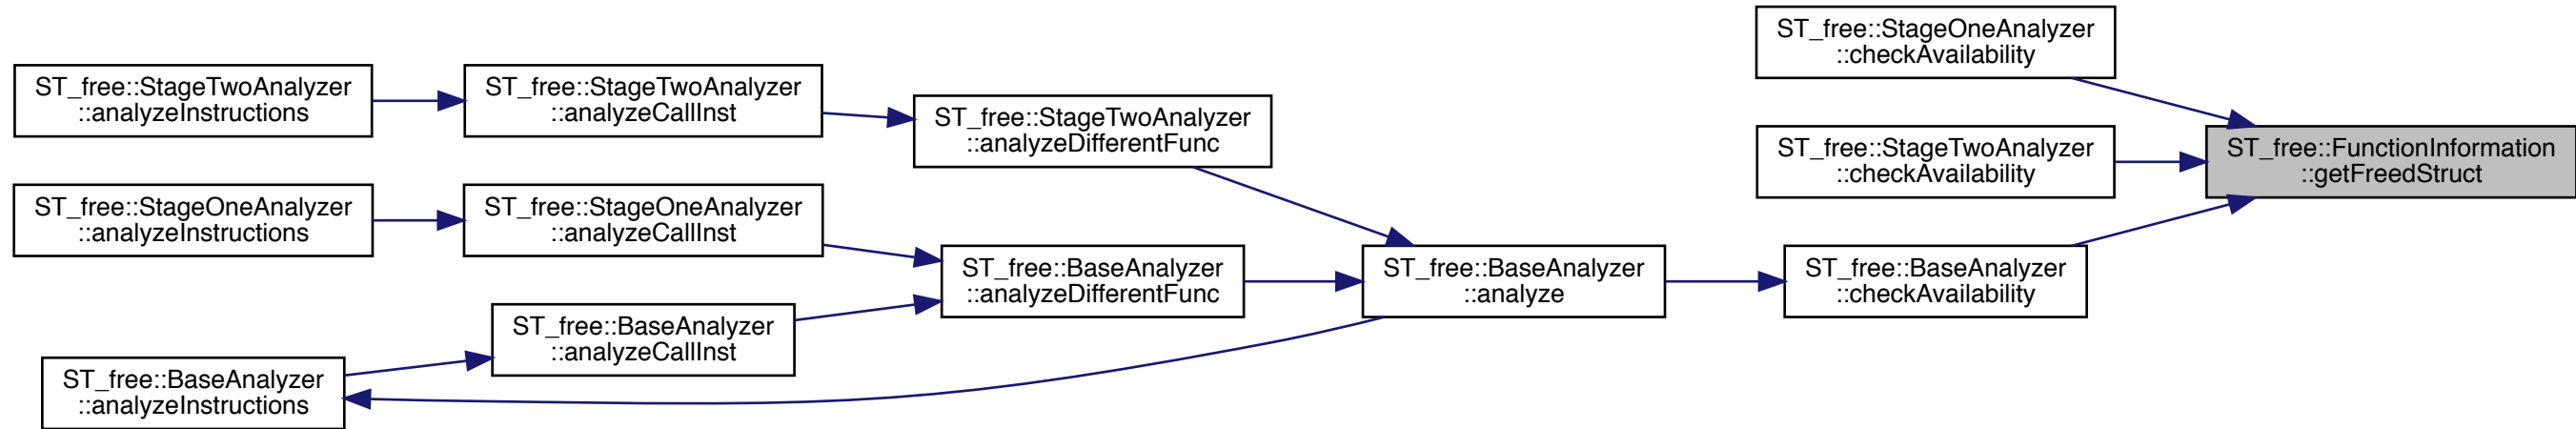 ST_free::StageOneAnalyzer
::checkAvailability
ST_free::StageTwoAnalyzer
::analyzeInstructions
ST_free::StageTwoAnalyzer
::analyzeCallInst
ST_free::StageTwoAnalyzer
::analyzeDifferentFunc
ST_free::StageTwoAnalyzer
::checkAvailability
ST_free::FunctionInformation
::getFreedStruct
ST_free::StageOneAnalyzer
::analyzeInstructions
ST_free::StageOneAnalyzer
::analyzeCallInst
ST_free::BaseAnalyzer
::analyzeDifferentFunc
ST_free::BaseAnalyzer
::analyze
ST_free::BaseAnalyzer
::checkAvailability
ST_free::BaseAnalyzer
::analyzeCallInst
ST_free::BaseAnalyzer
::analyzeInstructions